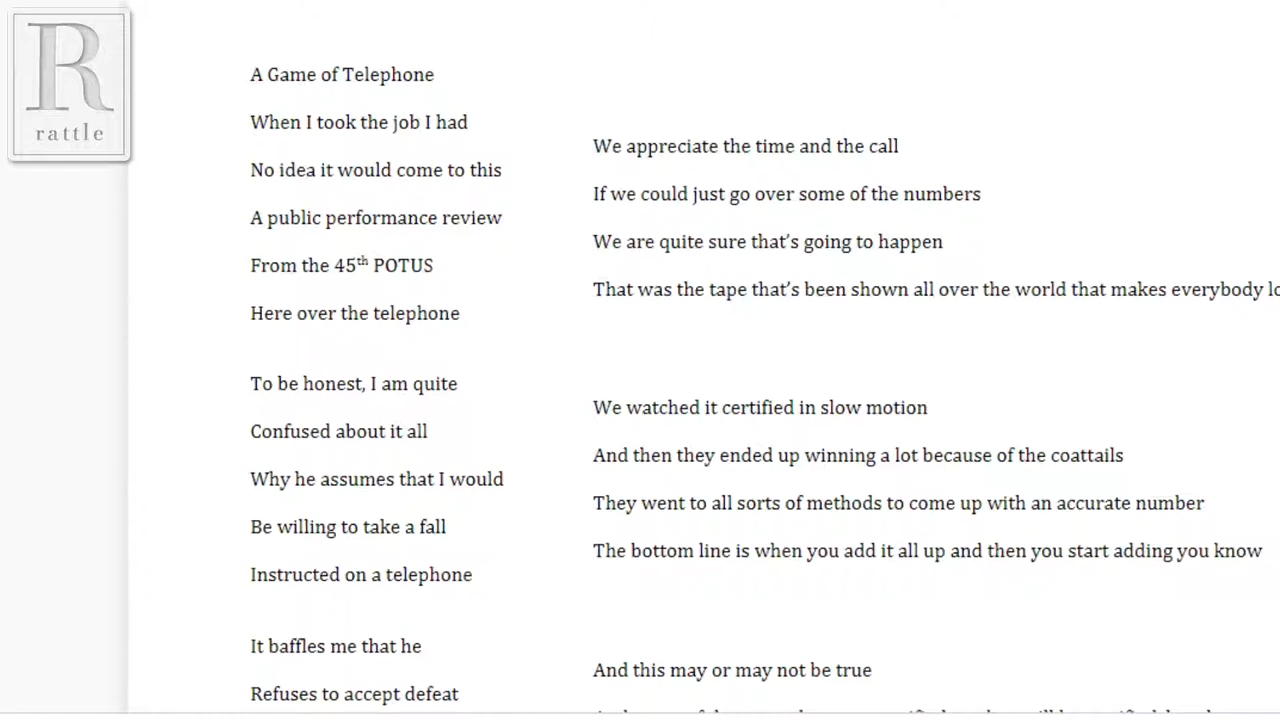 R
rattle
A Game of Telephone
When I took the job I had
We appreciate the time and the call
No idea it would come to this
If we could just go over some of the numbers
A public performance review
We are quite sure that’s going to happen
From the 45th POTUS
That was the tape that’s been shown all over the world that makes everybody
Here over the telephone
To be honest, I am quite
We watched it certified in slow motion
Confused about it all
And then they ended up winning a lot because of the coattails
Why he assumes that I would
They went to all sorts of methods to come up with an accurate number
Be willing to take a fall
The bottom line is when you add it all up and then you start adding you know
Instructed on a telephone
It baffles me that he
And this may or may not be true
Refuses to accept defeat